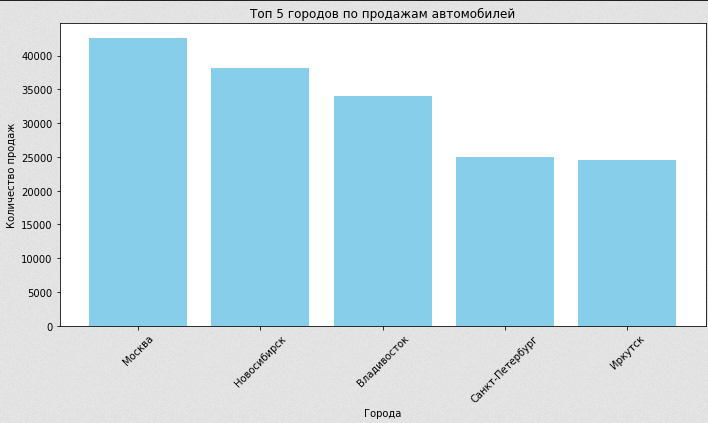 Топ 5 городов по продажам автомобилей
Количество продаж
40000
35000
30000
25000
20000
15000
10000
5000
0
Москва
Новосибирск
Владивосток
Санкт-Петербург
Иркутск
Города